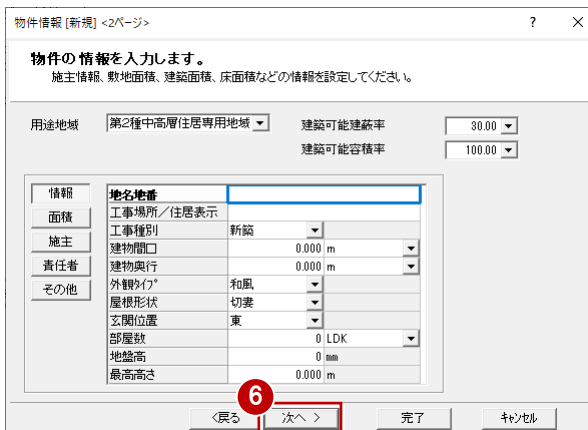 物件情報 [新規] <2ページ> ? ×
物件の情報を入力します。
施主情報、敷地面積、建築面積、床面積などの情報を設定してください。
用途地域 第2種中高層住居専用地域 建築可能建蔽率 30.00
建築可能容積率 100.00
情報 地名地番
面積 工事場所／住居表示
施主 工事種別 新築
責任者 建物間口 0.000 m
その他 建物奥行 0.000 m
外観ﾀｲﾌﾟ 和風
屋根形状 切妻
玄関位置 東
部屋数 0 LDK
地盤高 0 mm
最高高さ 0.000 m
6
<戻る 次へ > 完了 ｷｬﾝｾﾙ